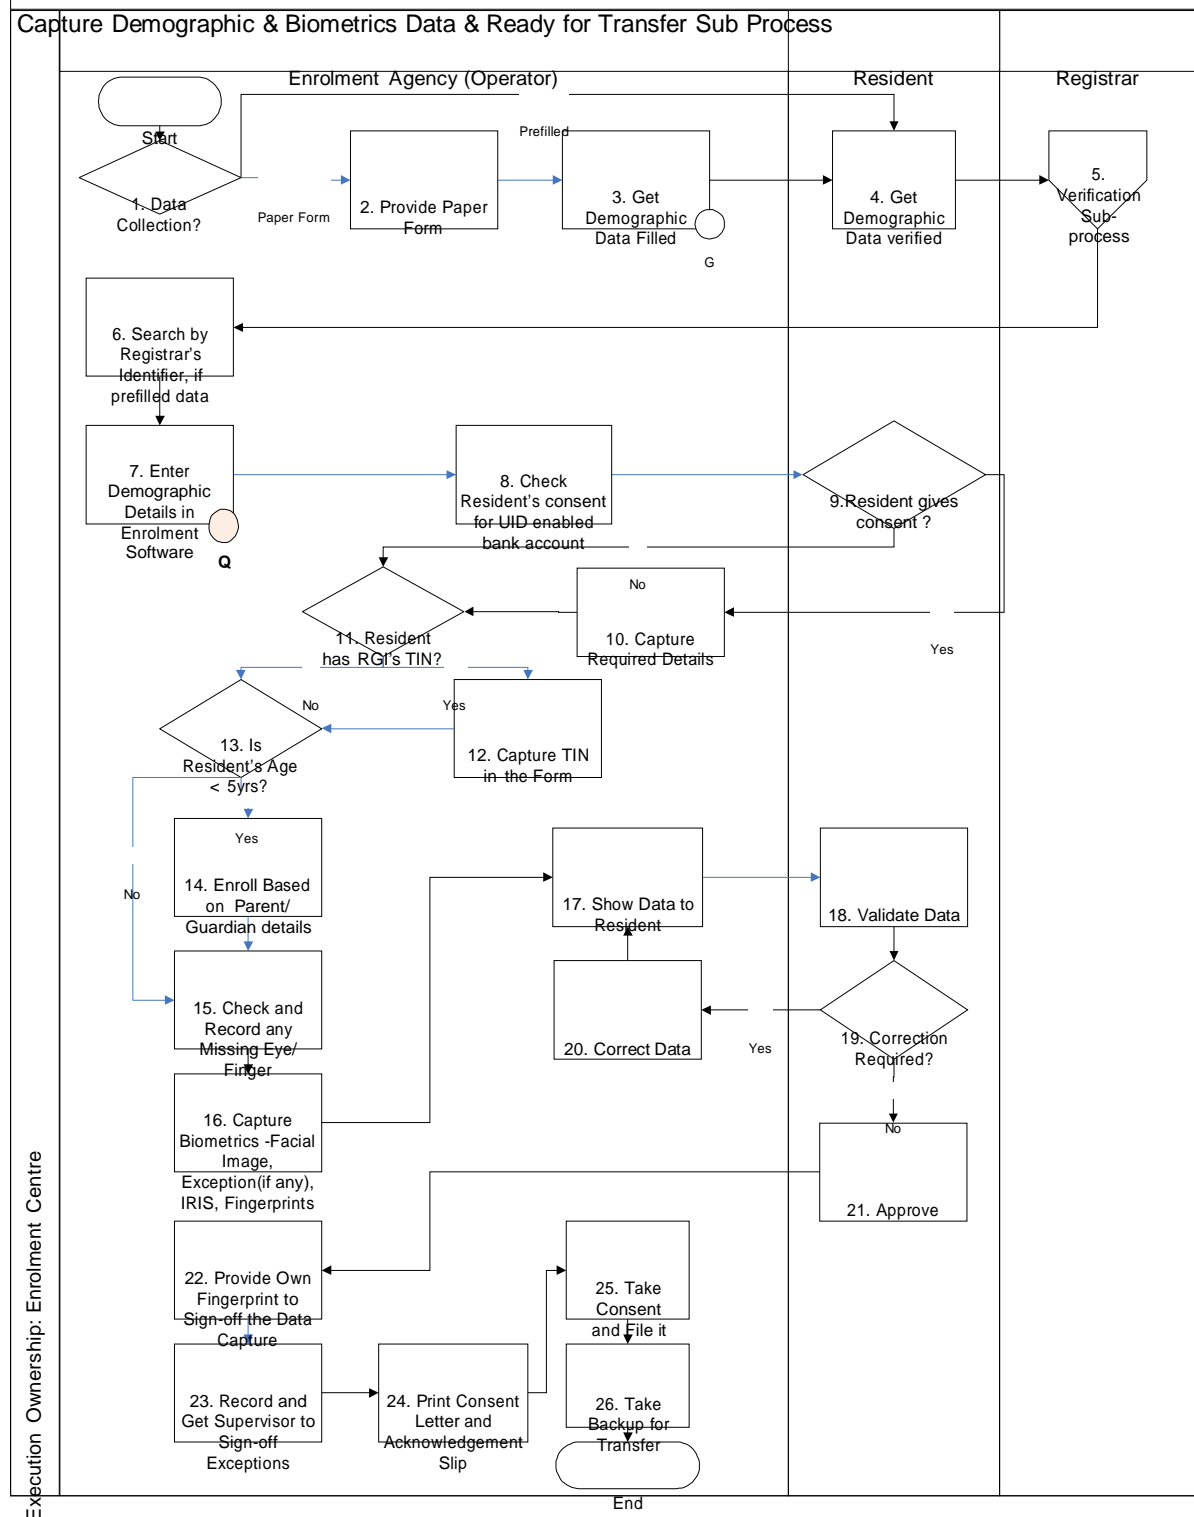 Capture Demographic & Biometrics Data & Ready for Transfer Sub Process
Enrolment Agency (Operator)
Resident
Registrar
Start
Prefilled
1. Data
Collection?
Paper Form
2. Provide Paper
Form
3. Get
Demographic
Data Filled
G
4. Get
Demographic
Data verified
5.
Verification
Sub-
process
6. Search by
Registrar's
Identifier, if
prefilled data
7. Enter
Demographic
Details in
Enrolment
Software
Q
8. Check
Resident's consent
for UID enabled
bank account
9.Resident gives
consent ?
No
Yes
10. Capture
Required Details
11. Resident
has RGI's TIN?
No
Yes
12. Capture TIN
in the Form
13. Is
Resident's Age
< 5yrs?
Yes
No
14. Enroll Based
on Parent/
Guardian details
15. Check and
Record any
Missing Eye/
Finger
16. Capture
Biometrics -Facial
Image,
Exception(if any),
IRIS, Fingerprints
17. Show Data to
Resident
18. Validate Data
19. Correction
Required?
Yes
No
20. Correct Data
21. Approve
22. Provide Own
Fingerprint to
Sign-off the Data
Capture
23. Record and
Get Supervisor to
Sign-off
Exceptions
24. Print Consent
Letter and
Acknowledgement
Slip
25. Take
Consent
and File it
26. Take
Backup for
Transfer
End
Execution Ownership: Enrolment Centre